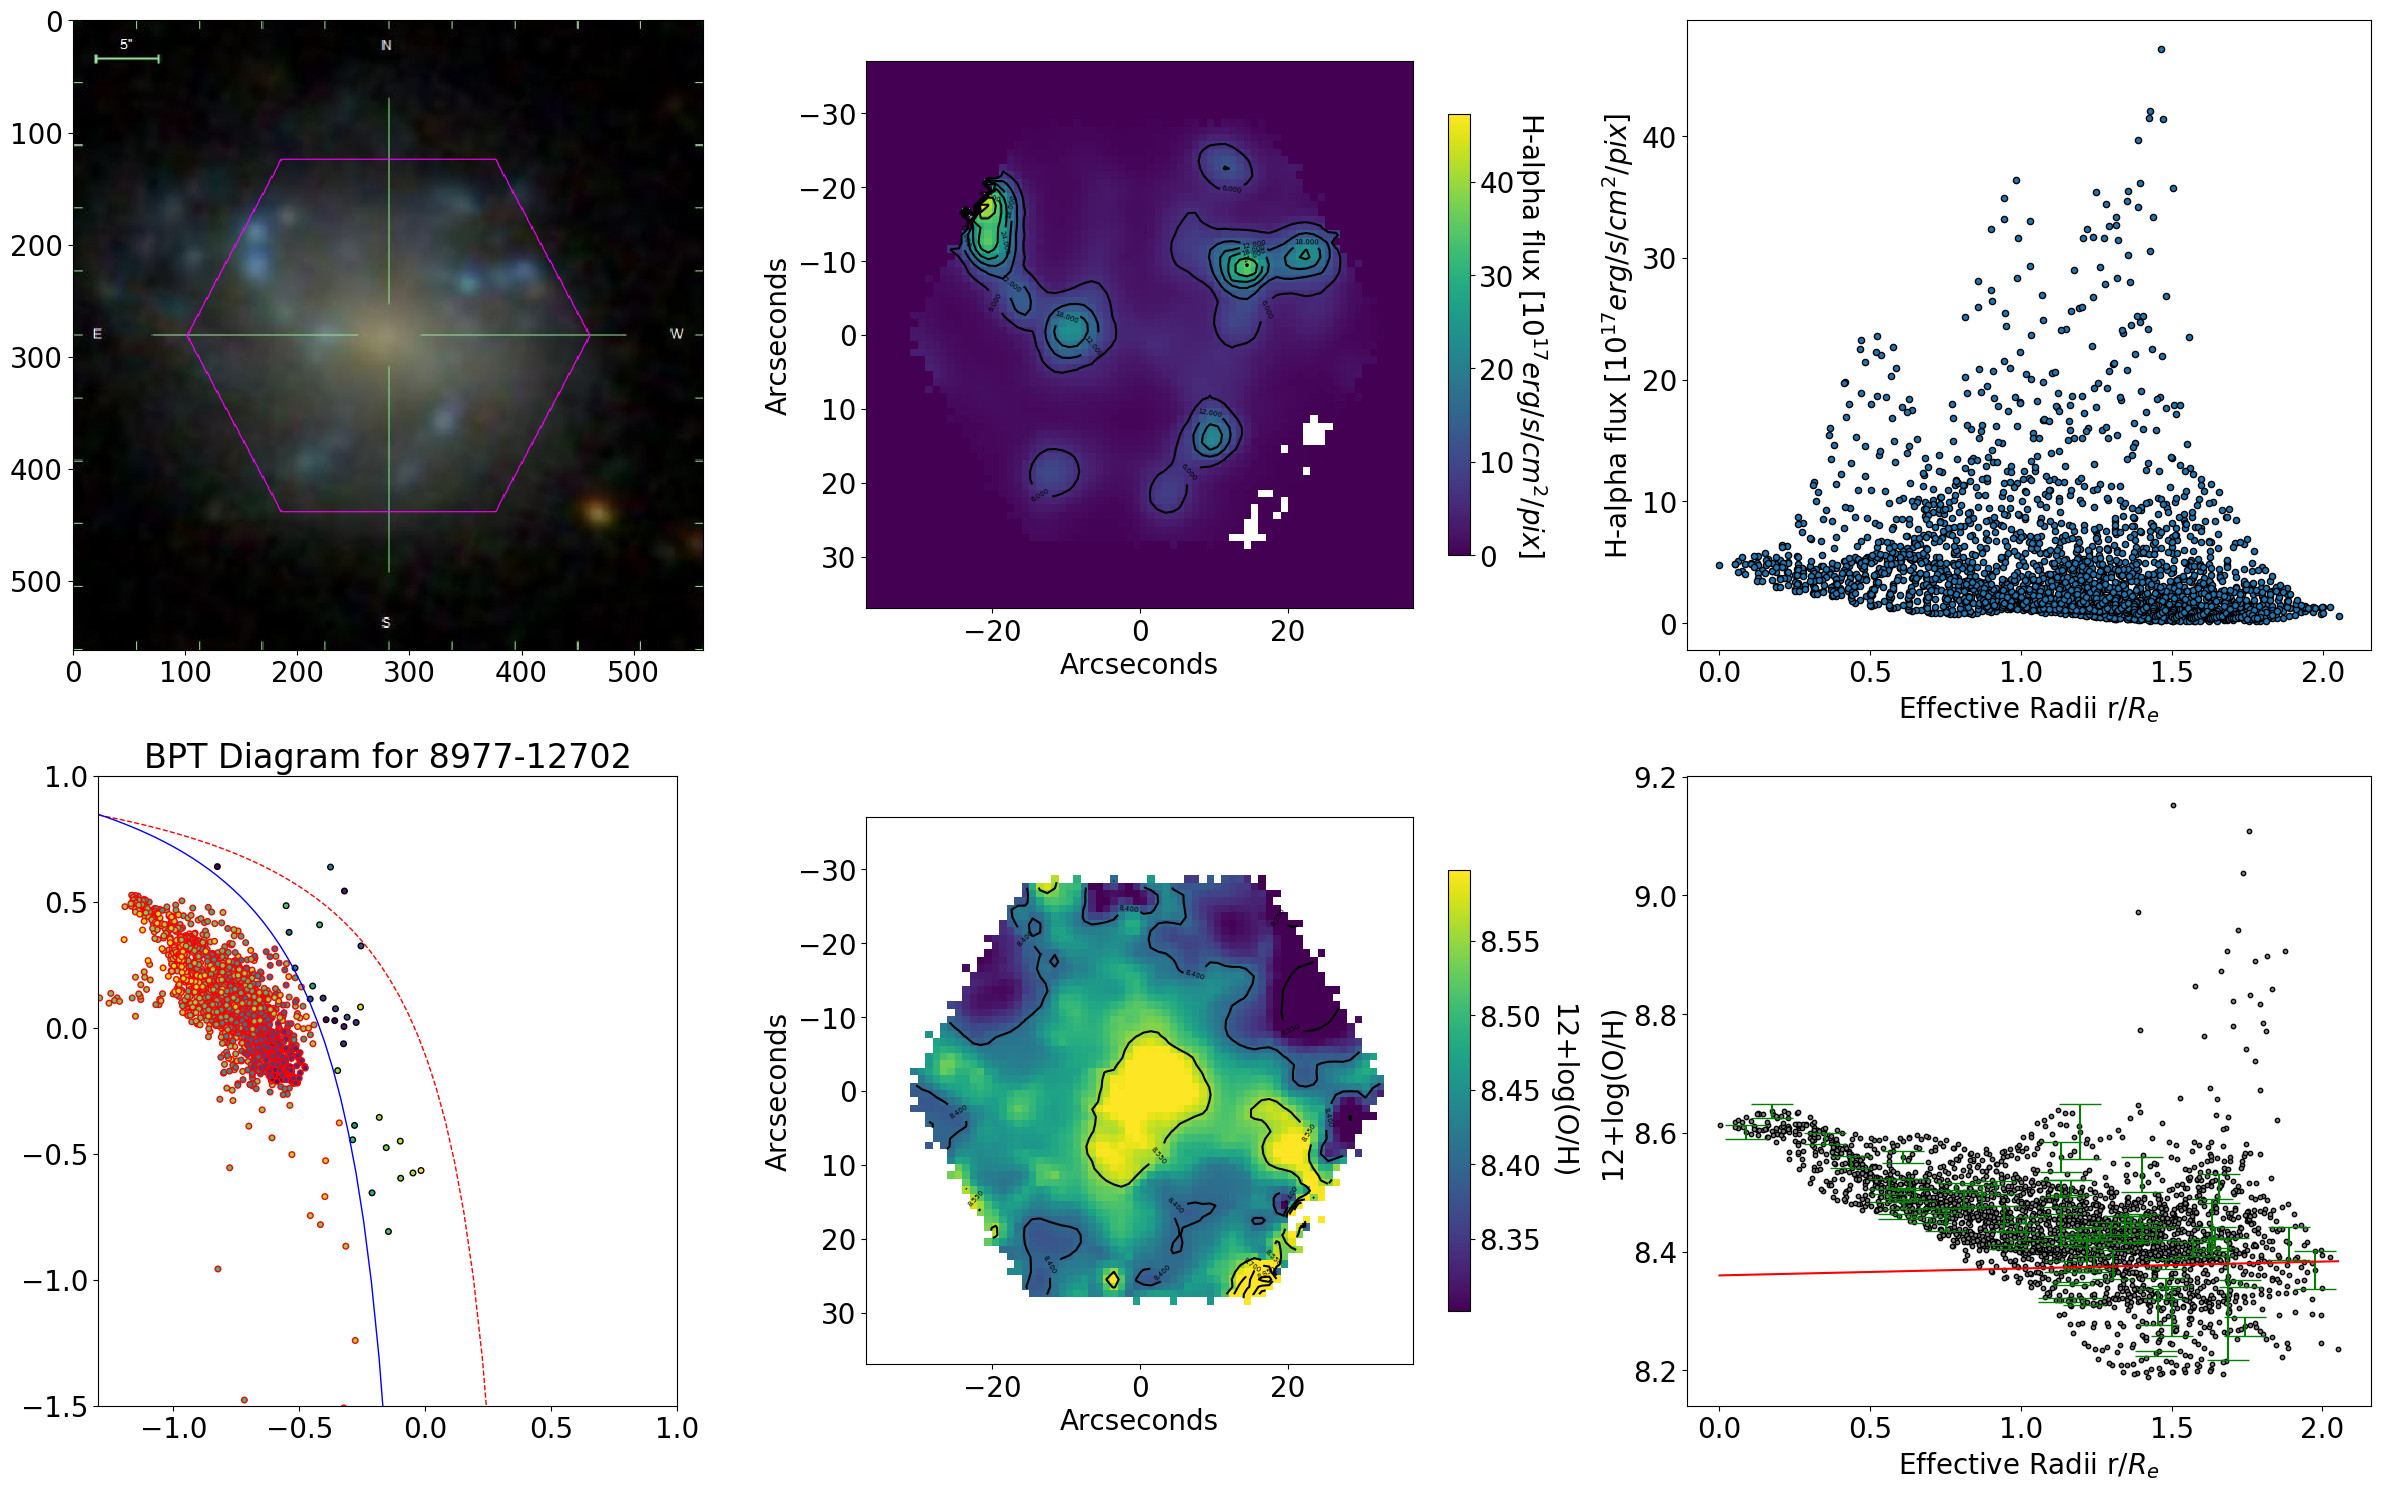 0
100
200
300
400
500
0 100 200 300 400 500
5"
N
E
W
S
Arcseconds
−30
−20
−10
0
10
20
30
−20 0 20
Arcseconds
40
30
20
10
0
H-alpha flux [10^17 erg/s/cm^2/pix]
H-alpha flux [10^17 erg/s/cm^2/pix]
40
30
20
10
0
0.0 0.5 1.0 1.5 2.0
Effective Radii r/R_e
BPT Diagram for 8977-12702
1.0
0.5
0.0
−0.5
−1.0
−1.5
−1.0 −0.5 0.0 0.5 1.0
Arcseconds
−30
−20
−10
0
10
20
30
−20 0 20
Arcseconds
8.55
8.50
8.45
8.40
8.35
12+log(O/H)
12+log(O/H)
9.2
9.0
8.8
8.6
8.4
8.2
0.0 0.5 1.0 1.5 2.0
Effective Radii r/R_e